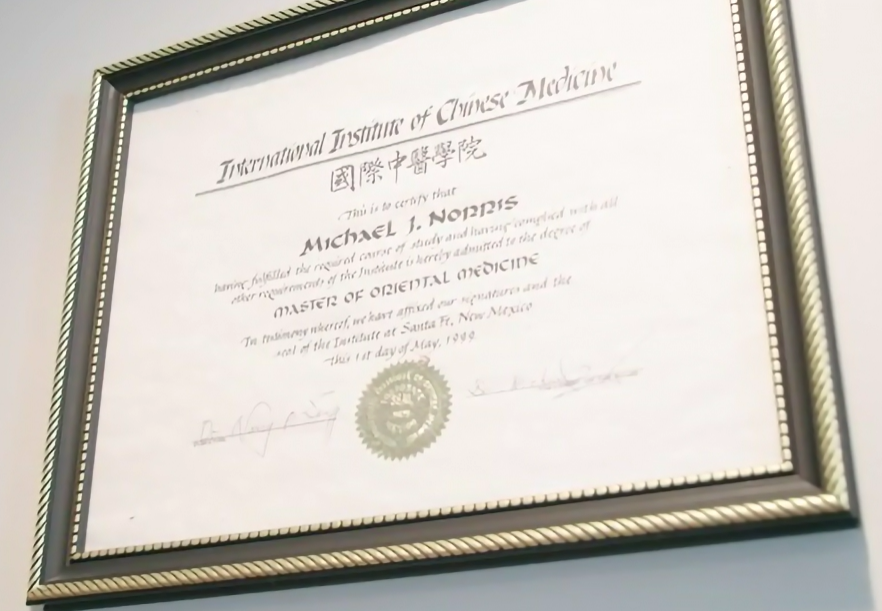 International Institute of Chinese Medicine
國際中醫學院
This is to certify that
Michael J. Norris
having fulfilled the required course of study and having complied with all
other requirements of the Institute is hereby admitted to the degree of
MASTER OF ORIENTAL MEDICINE
In testimony whereof, we have affixed our signatures and the
seal of the Institute at Santa Fe, New Mexico
this 1st day of May, 1999